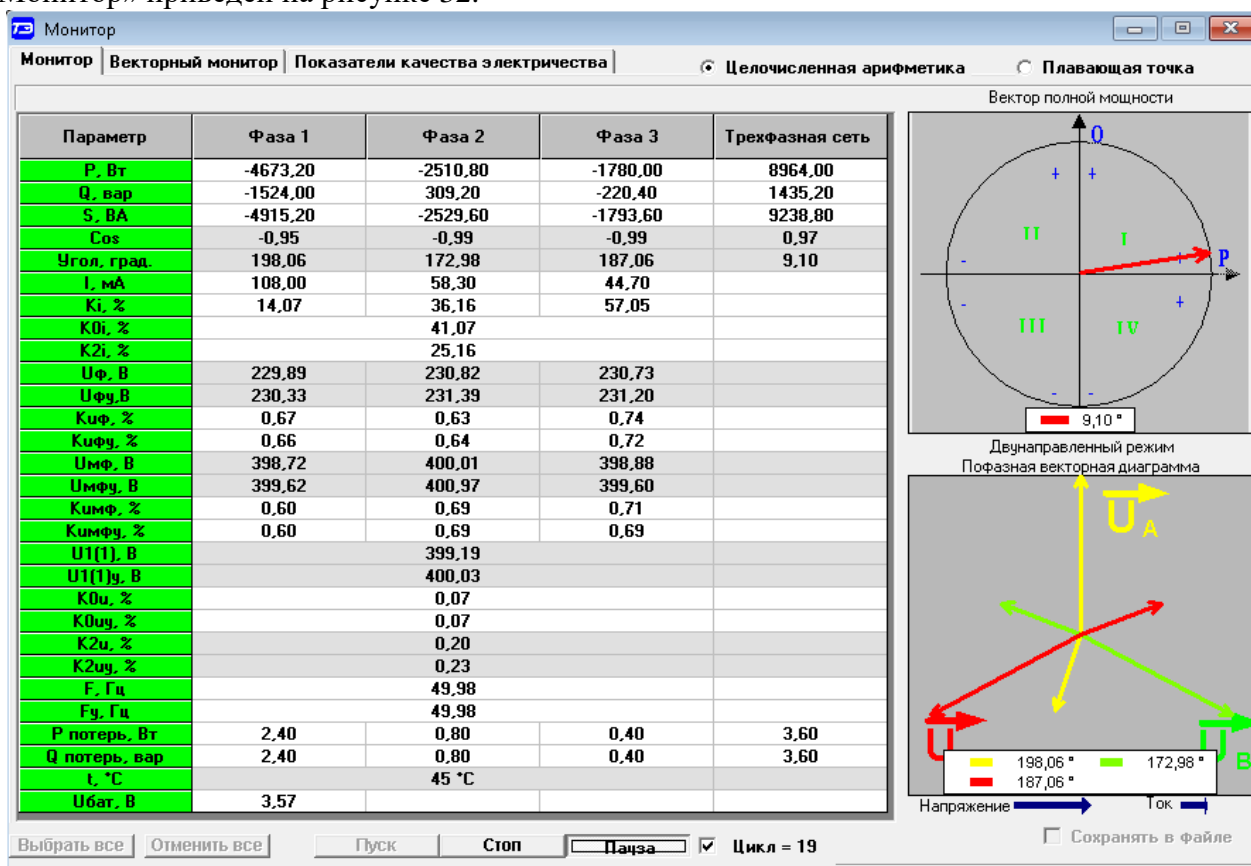 Монитор» приведен на рисунке 32.
ТЭ Монитор
Монитор Векторный монитор Показатели качества электричества Целочисленная арифметика Плавающая точка
Параметр Фаза 1 Фаза 2 Фаза 3 Трехфазная сеть
P, Вт -4673,20 -2510,80 -1780,00 8964,00
Q, вар -1524,00 309,20 -220,40 1435,20
S, ВА -4915,20 -2529,60 -1793,60 9238,80
Cos -0,95 -0,99 -0,99 0,97
Угол, град. 198,06 172,98 187,06 9,10
I, мА 108,00 58,30 44,70
Ki, % 14,07 36,16 57,05
K0i, % 41,07
K2i, % 25,16
Uф, В 229,89 230,82 230,73
Uфу,В 230,33 231,39 231,20
Kuф, % 0,67 0,63 0,74
Kuфу, % 0,66 0,64 0,72
Uмф, В 398,72 400,01 398,88
Uмфу, В 399,62 400,97 399,60
Kuмф, % 0,60 0,69 0,71
Kuмфу, % 0,60 0,69 0,69
U1(1), В 399,19
U1(1)у, В 400,03
K0u, % 0,07
K0uу, % 0,07
K2u, % 0,20
K2uу, % 0,23
F, Гц 49,98
Fу, Гц 49,98
P потерь, Вт 2,40 0,80 0,40 3,60
Q потерь, вар 2,40 0,80 0,40 3,60
t, °C 45 °C
Uбат, В 3,57
Вектор полной мощности
Q
+ +
II I
- + P
- +
III IV
- -
9,10 °
Двунаправленный режим
Пофазная векторная диаграмма
U A
U U B
198,06 ° 172,98 °
187,06 °
Напряжение Ток
Выбрать все Отменить все Пуск Стоп Пауза Цикл = 19 Сохранять в файле